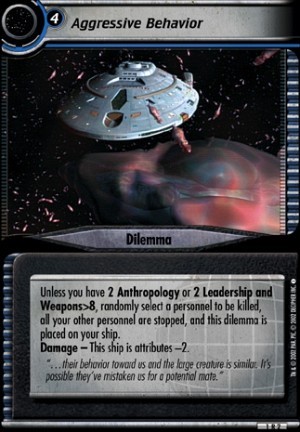 4
Aggressive Behavior
Dilemma
Unless you have 2 Anthropology or 2 Leadership and
Weapons>8, randomly select a personnel to be killed,
all your other personnel are stopped, and this dilemma is
placed on your ship.
Damage – This ship is attributes –2.
“…their behavior toward us and the large creature is similar. It’s
possible they’ve mistaken us for a potential mate.”